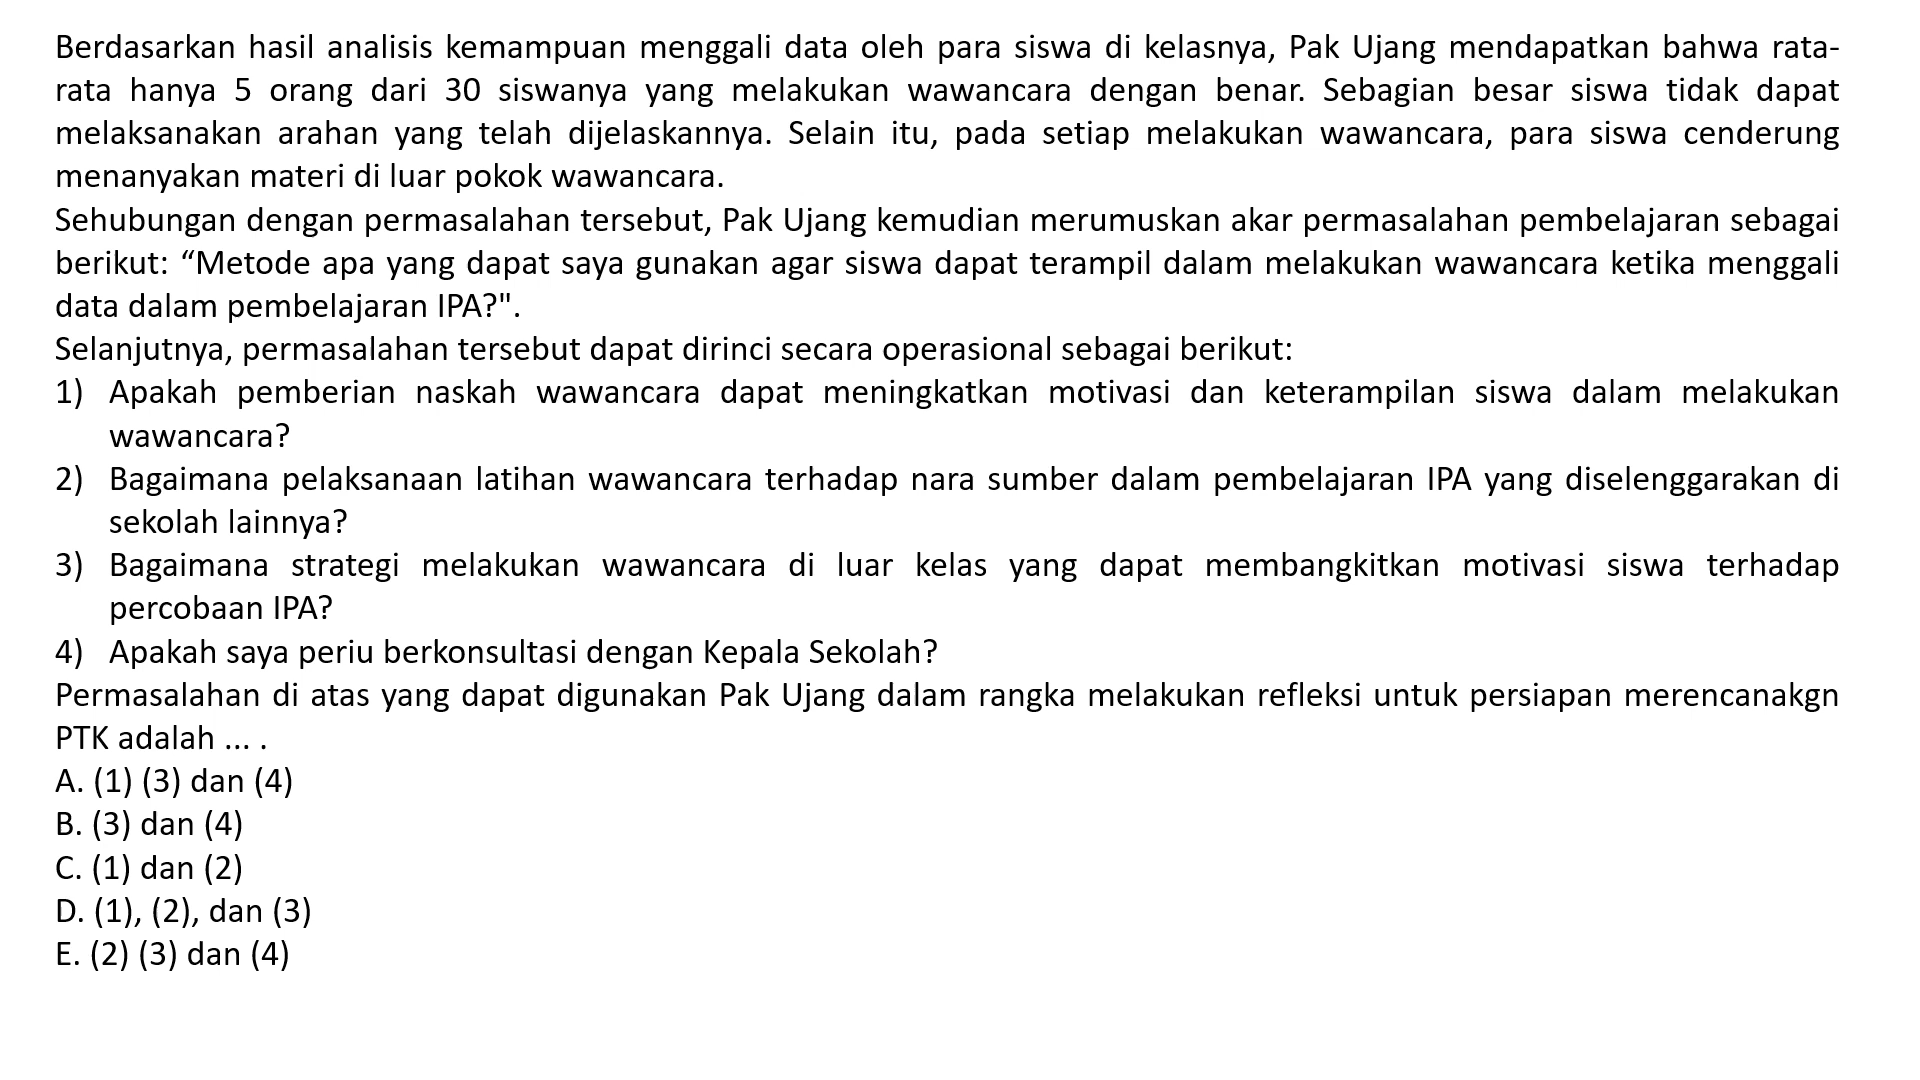 Berdasarkan hasil analisis kemampuan menggali data oleh para siswa di kelasnya, Pak Ujang mendapatkan bahwa rata-
rata hanya 5 orang dari 30 siswanya yang melakukan wawancara dengan benar. Sebagian besar siswa tidak dapat
melaksanakan arahan yang telah dijelaskannya. Selain itu, pada setiap melakukan wawancara, para siswa cenderung
menanyakan materi di luar pokok wawancara.
Sehubungan dengan permasalahan tersebut, Pak Ujang kemudian merumuskan akar permasalahan pembelajaran sebagai
berikut: “Metode apa yang dapat saya gunakan agar siswa dapat terampil dalam melakukan wawancara ketika menggali
data dalam pembelajaran IPA?".
Selanjutnya, permasalahan tersebut dapat dirinci secara operasional sebagai berikut:
1) Apakah pemberian naskah wawancara dapat meningkatkan motivasi dan keterampilan siswa dalam melakukan
wawancara?
2) Bagaimana pelaksanaan latihan wawancara terhadap nara sumber dalam pembelajaran IPA yang diselenggarakan di
sekolah lainnya?
3) Bagaimana strategi melakukan wawancara di luar kelas yang dapat membangkitkan motivasi siswa terhadap
percobaan IPA?
4) Apakah saya periu berkonsultasi dengan Kepala Sekolah?
Permasalahan di atas yang dapat digunakan Pak Ujang dalam rangka melakukan refleksi untuk persiapan merencanakgn
PTK adalah ... .
A. (1) (3) dan (4)
B. (3) dan (4)
C. (1) dan (2)
D. (1), (2), dan (3)
E. (2) (3) dan (4)